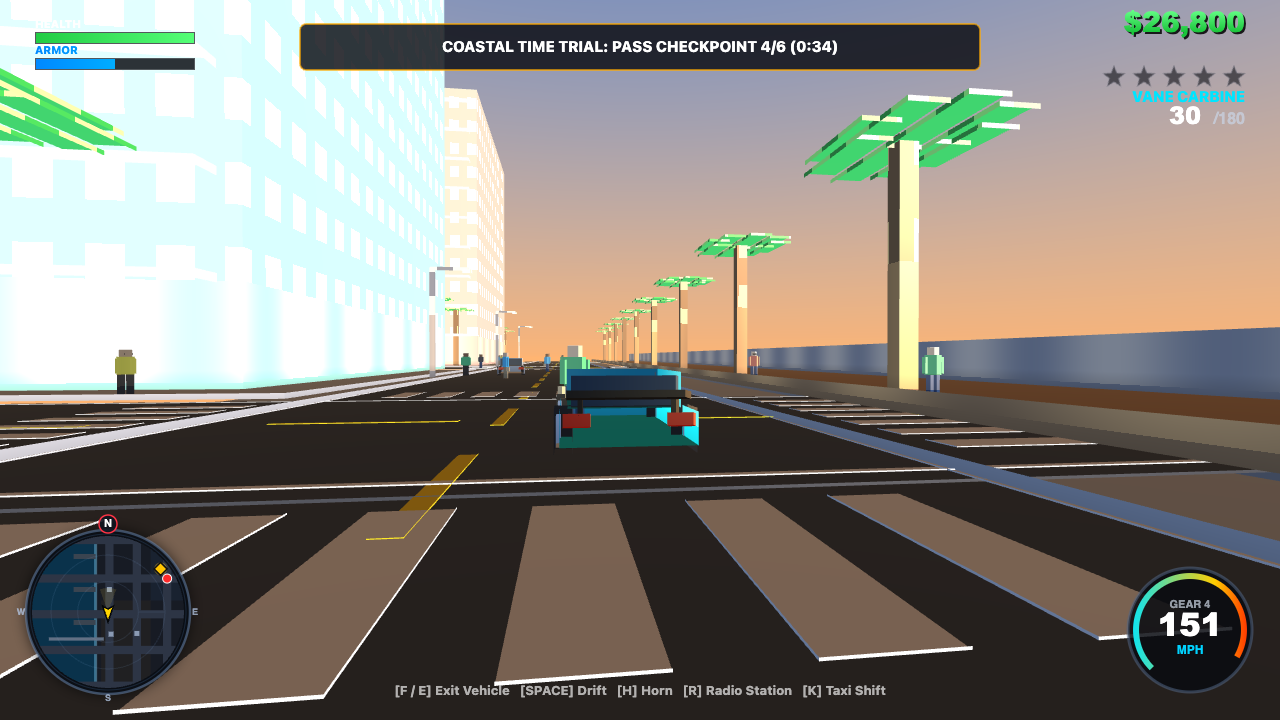 HEALTH
ARMOR
COASTAL TIME TRIAL: PASS CHECKPOINT 4/6 (0:34)
$26,800
VANE CARBINE
30 /180
N
W
E
S
GEAR 4
151
MPH
[F / E] Exit Vehicle [SPACE] Drift [H] Horn [R] Radio Station [K] Taxi Shift